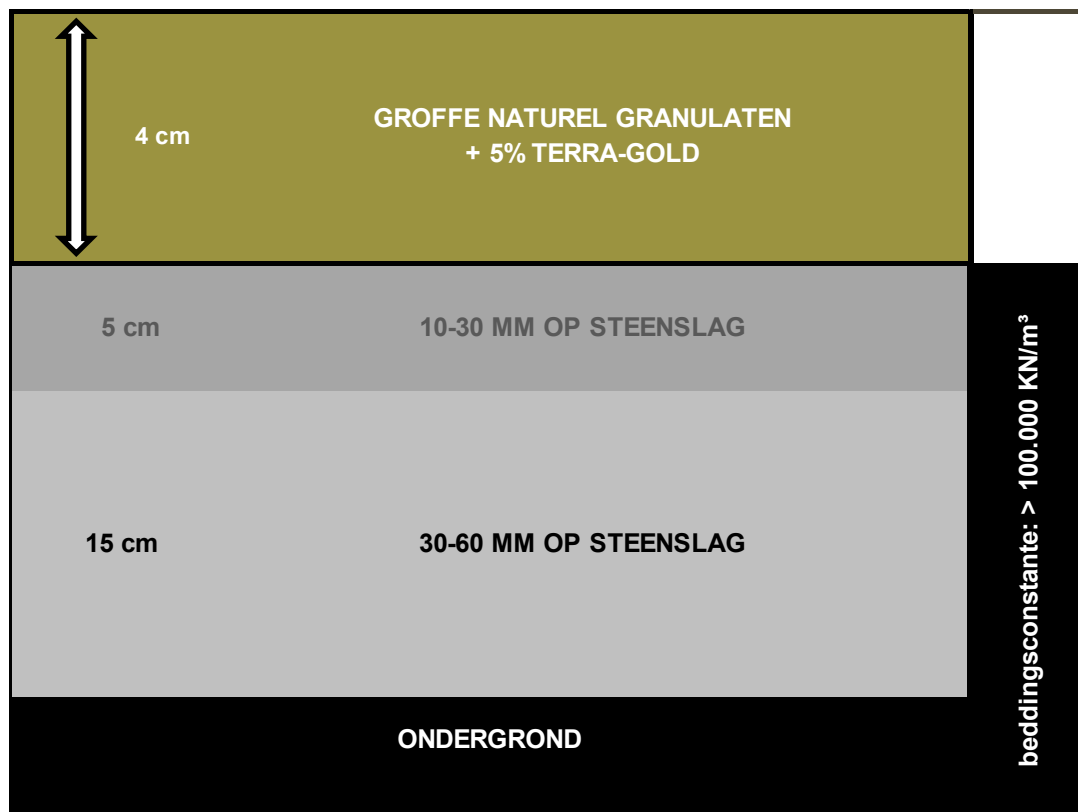 4 cm
GROFFE NATUREL GRANULATEN
+ 5% TERRA-GOLD
5 cm
10-30 MM OP STEENSLAG
15 cm
30-60 MM OP STEENSLAG
ONDERGROND
beddingsconstante: > 100.000 KN/m³